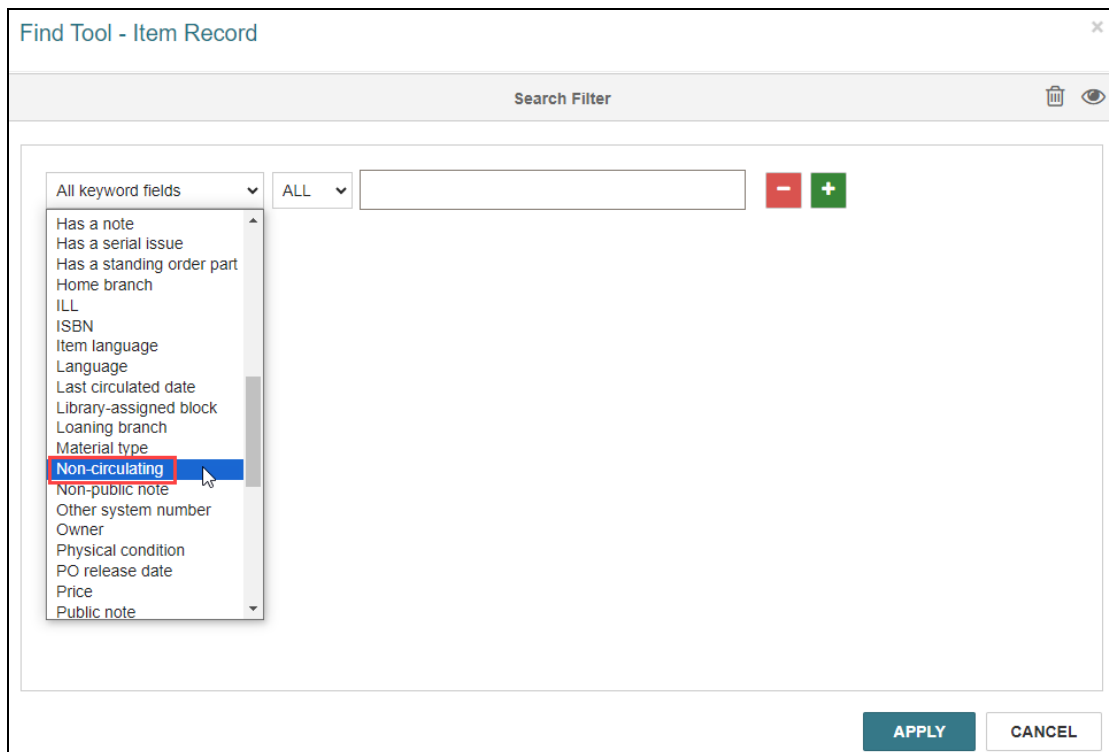 Find Tool - Item Record
×
Search Filter
All keyword fields
ALL
Has a note
Has a serial issue
Has a standing order part
Home branch
ILL
ISBN
Item language
Language
Last circulated date
Library-assigned block
Loaning branch
Material type
Non-circulating
Non-public note
Other system number
Owner
Physical condition
PO release date
Price
Public note
APPLY CANCEL